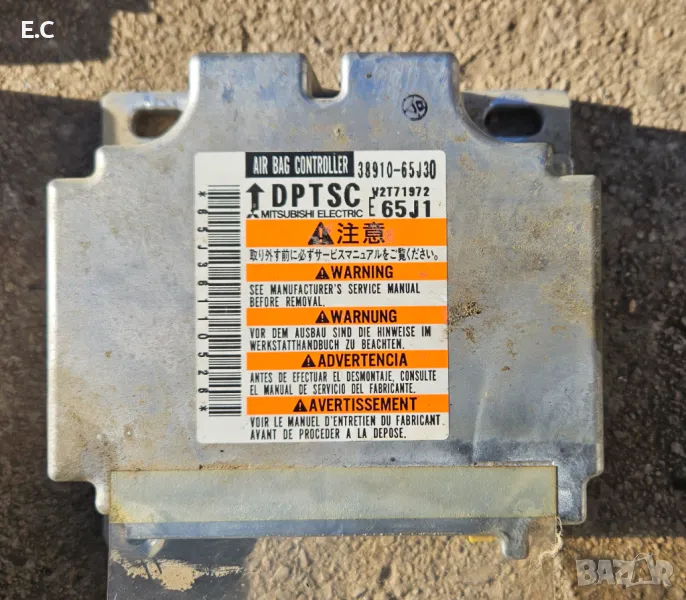 E.C
AIR BAG CONTROLLER 38910-65J30
DPTSC W2T71972
MITSUBISHI ELECTRIC E 65J1
注意
取り外す前に必ずサービスマニュアルをご覧ください。
WARNING
SEE MANUFACTURER'S SERVICE MANUAL
BEFORE REMOVAL.
WARNUNG
VOR DEM AUSBAU SIND DIE HINWEISE IM
WERKSTATTHANDBUCH ZU BEACHTEN.
ADVERTENCIA
ANTES DE EFECTUAR EL DESMONTAJE, CONSULTE
EL MANUAL DE SERVICIO DEL FABRICANTE.
AVERTISSEMENT
VOIR LE MANUEL D'ENTRETIEN DU FABRICANT
AVANT DE PROCEDER A LA DEPOSE.
*65J36110526*
BAZAR